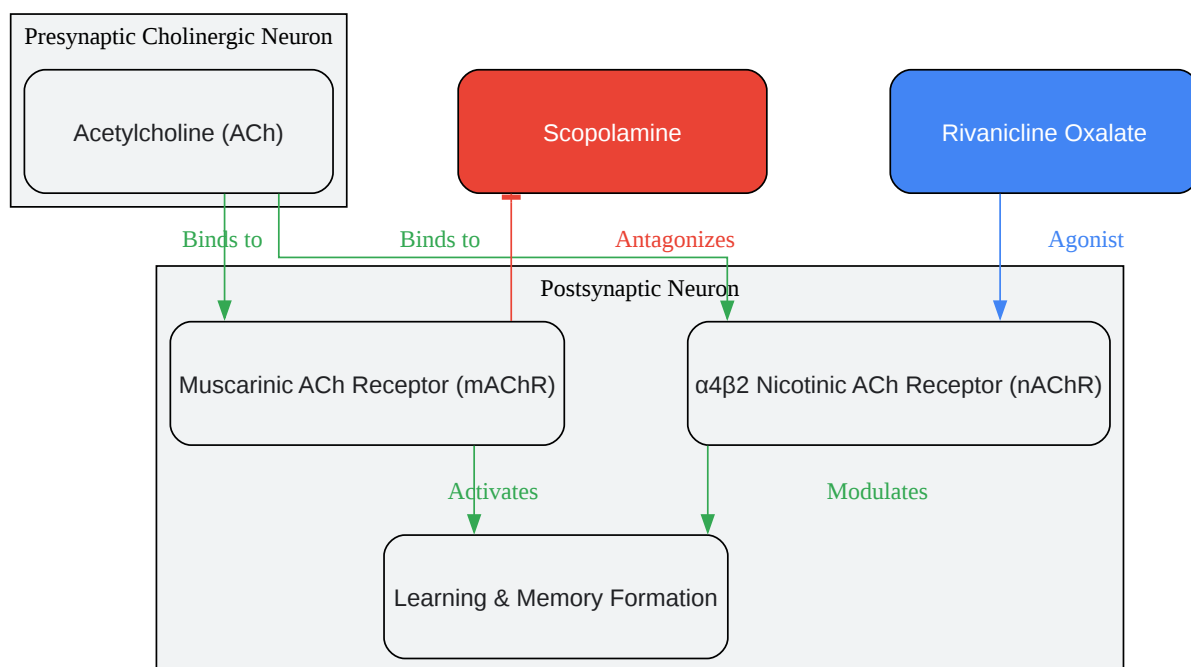 Presynaptic Cholinergic Neuron
Acetylcholine (ACh)
Scopolamine
Rivanicline Oxalate
Binds to
Binds to
Antagonizes
Agonist
Postsynaptic Neuron
Muscarinic ACh Receptor (mAChR)
α4β2 Nicotinic ACh Receptor (nAChR)
Activates
Modulates
Learning & Memory Formation